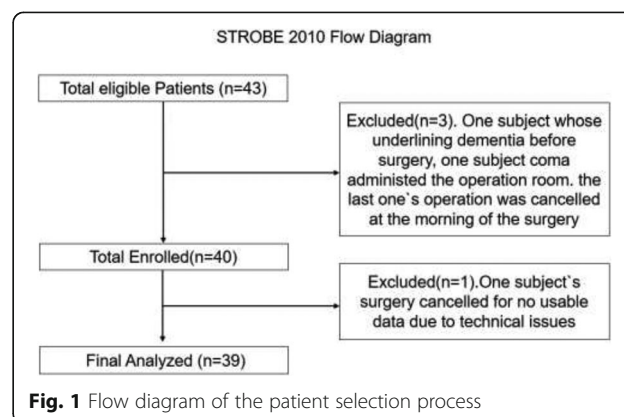 STROBE 2010 Flow Diagram
Total eligible Patients (n=43)
Excluded(n=3). One subject whose
underlining dementia before
surgery, one subject coma
administed the operation room. the
last one`s operation was cancelled
at the morning of the surgery
Total Enrolled(n=40)
Excluded(n=1).One subject`s
surgery cancelled for no usable
data due to technical issues
Final Analyzed (n=39)
Fig. 1 Flow diagram of the patient selection process